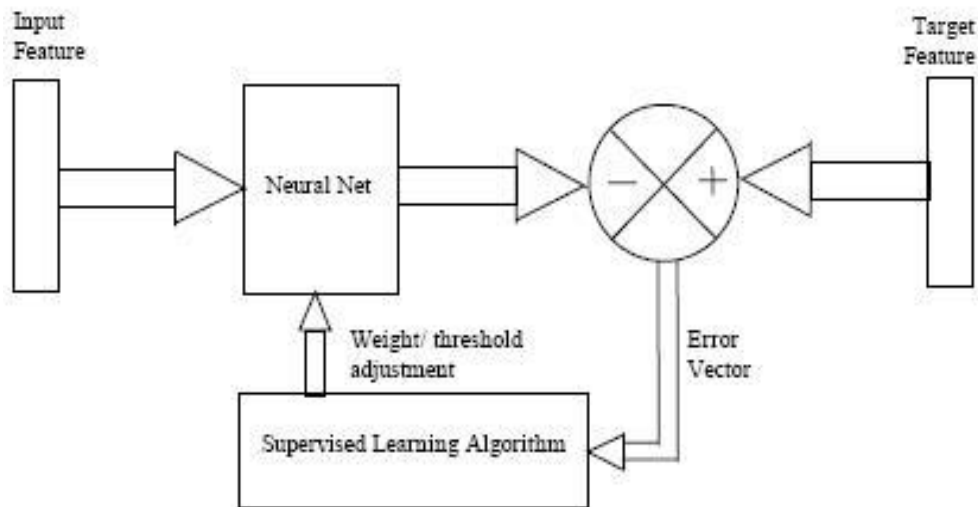 Input
Feature
Target
Feature
Neural Net
− +
Weight/ threshold
adjustment
Error
Vector
Supervised Learning Algorithm